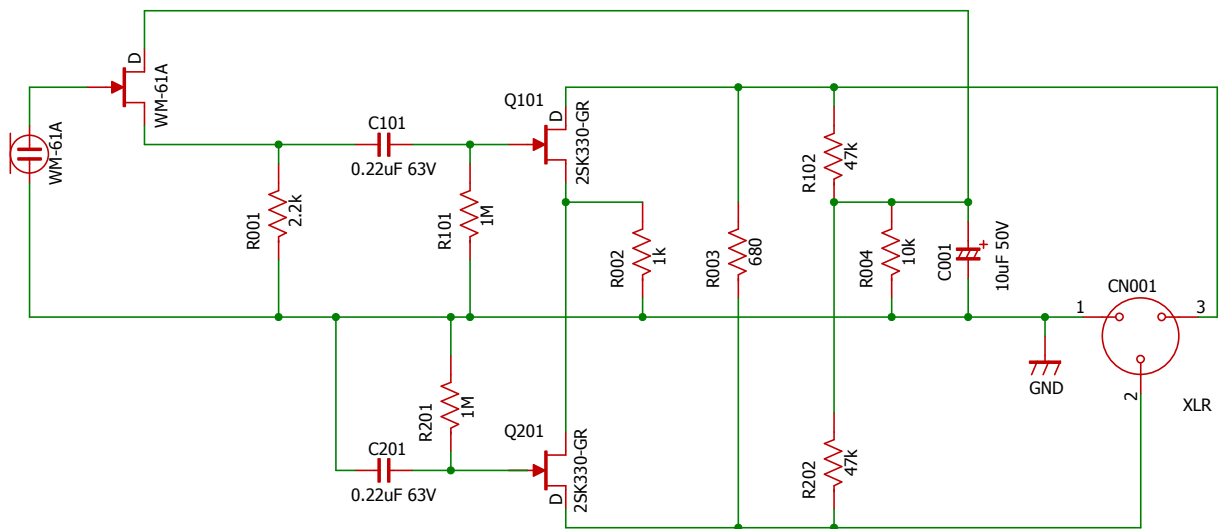 D
WM-61A
WM-61A
R001
2.2k
C101
0.22uF 63V
R101
1M
Q101
D
2SK330-GR
R002
1k
R003
680
R102
47k
R004
10k
C001
+
10uF 50V
CN001
1
3
2
XLR
GND
R201
1M
C201
0.22uF 63V
Q201
D
2SK330-GR
R202
47k